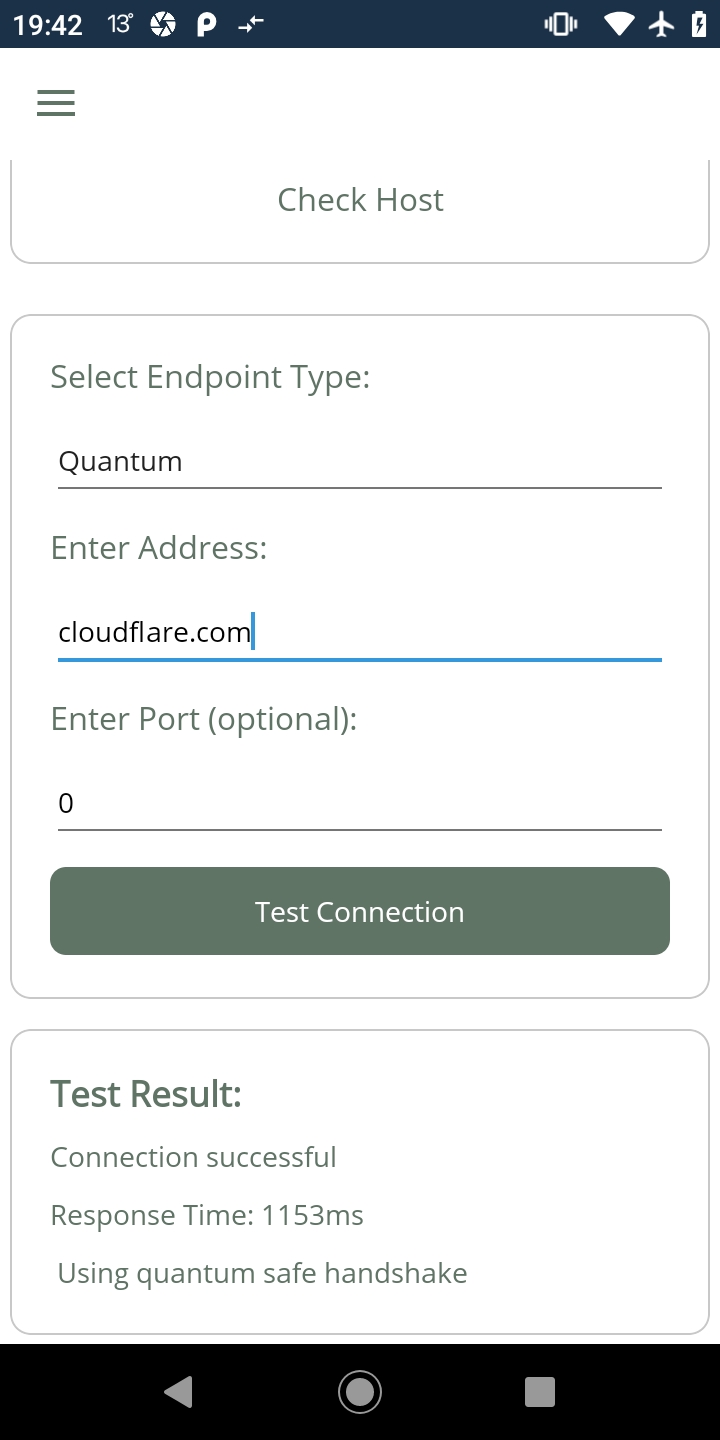 19:42 13°
Check Host
Select Endpoint Type:
Quantum
Enter Address:
cloudflare.com
Enter Port (optional):
0
Test Connection
Test Result:
Connection successful
Response Time: 1153ms
Using quantum safe handshake